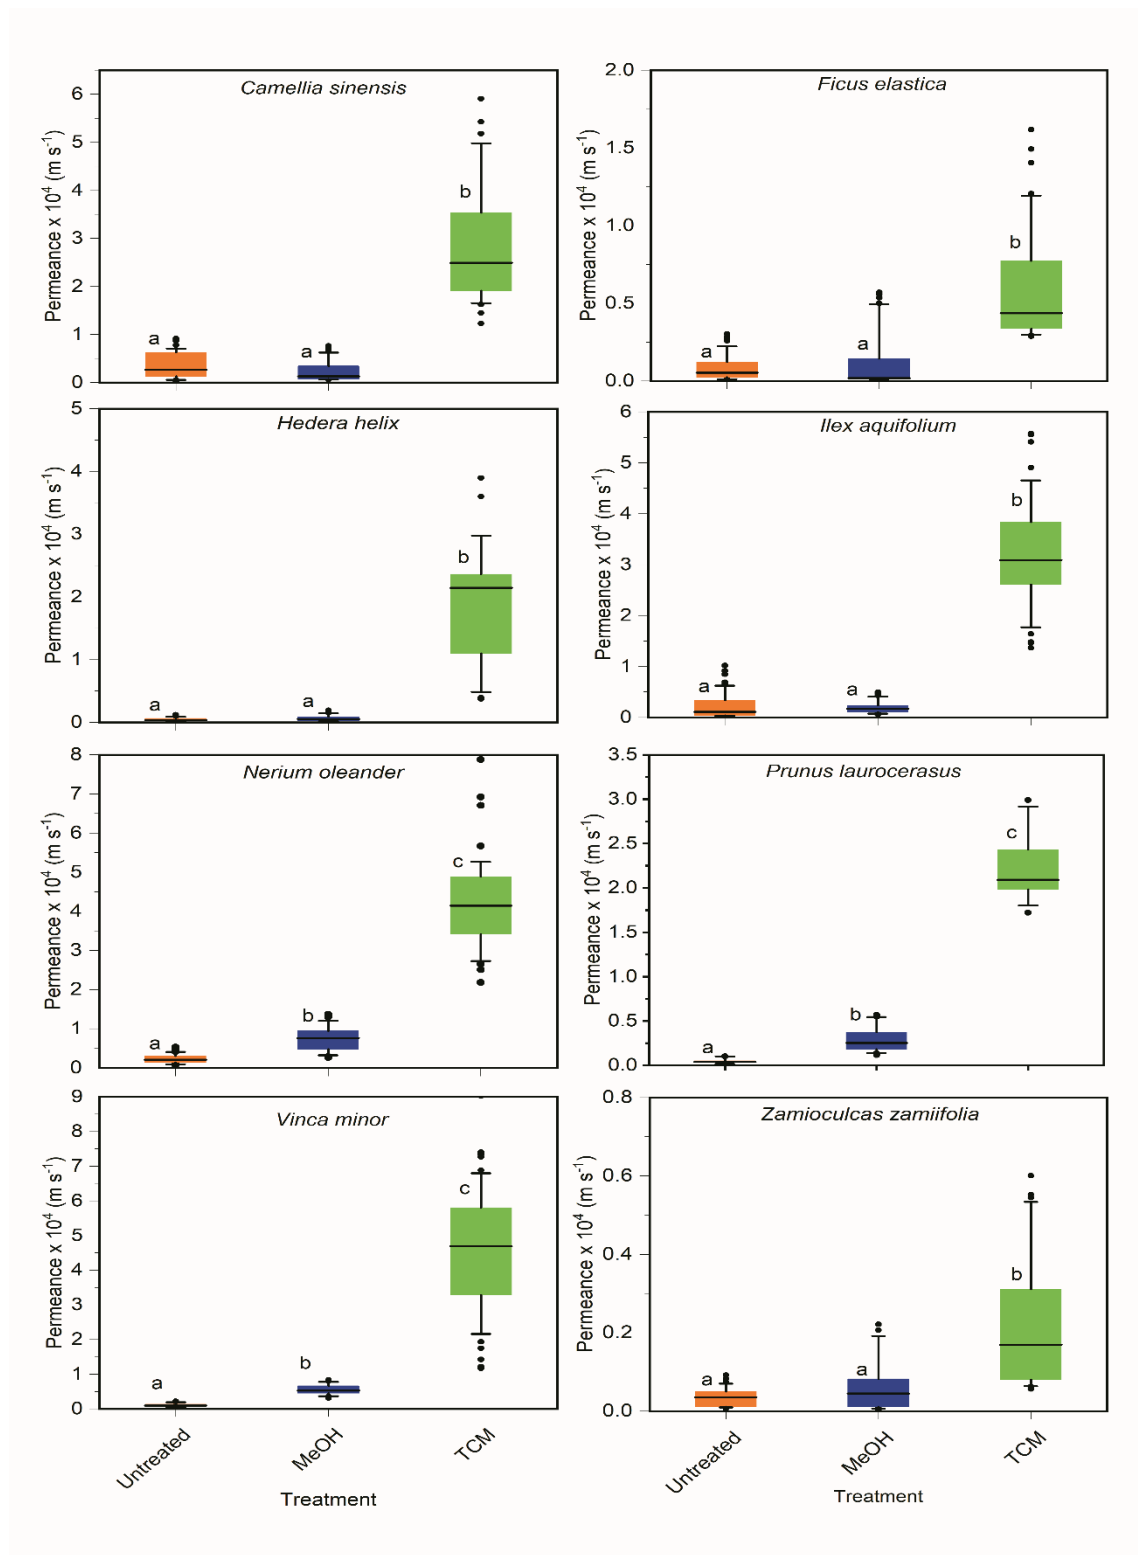 Camellia sinensis
Permeance x 10⁴ (m s⁻¹)
6
5
4
3
2
1
0
a
a
b
Ficus elastica
Permeance x 10⁴ (m s⁻¹)
2.0
1.5
1.0
0.5
0.0
a
a
b
Hedera helix
Permeance x 10⁴ (m s⁻¹)
5
4
3
2
1
0
a
a
b
Ilex aquifolium
Permeance x 10⁴ (m s⁻¹)
6
5
4
3
2
1
0
a
a
b
Nerium oleander
Permeance x 10⁴ (m s⁻¹)
8
7
6
5
4
3
2
1
0
a
b
c
Prunus laurocerasus
Permeance x 10⁴ (m s⁻¹)
3.5
3.0
2.5
2.0
1.5
1.0
0.5
0.0
a
b
c
Vinca minor
Permeance x 10⁴ (m s⁻¹)
9
8
7
6
5
4
3
2
1
0
a
b
c
Untreated
MeOH
TCM
Treatment
Zamioculcas zamiifolia
Permeance x 10⁴ (m s⁻¹)
0.8
0.6
0.4
0.2
0.0
a
a
b
Untreated
MeOH
TCM
Treatment